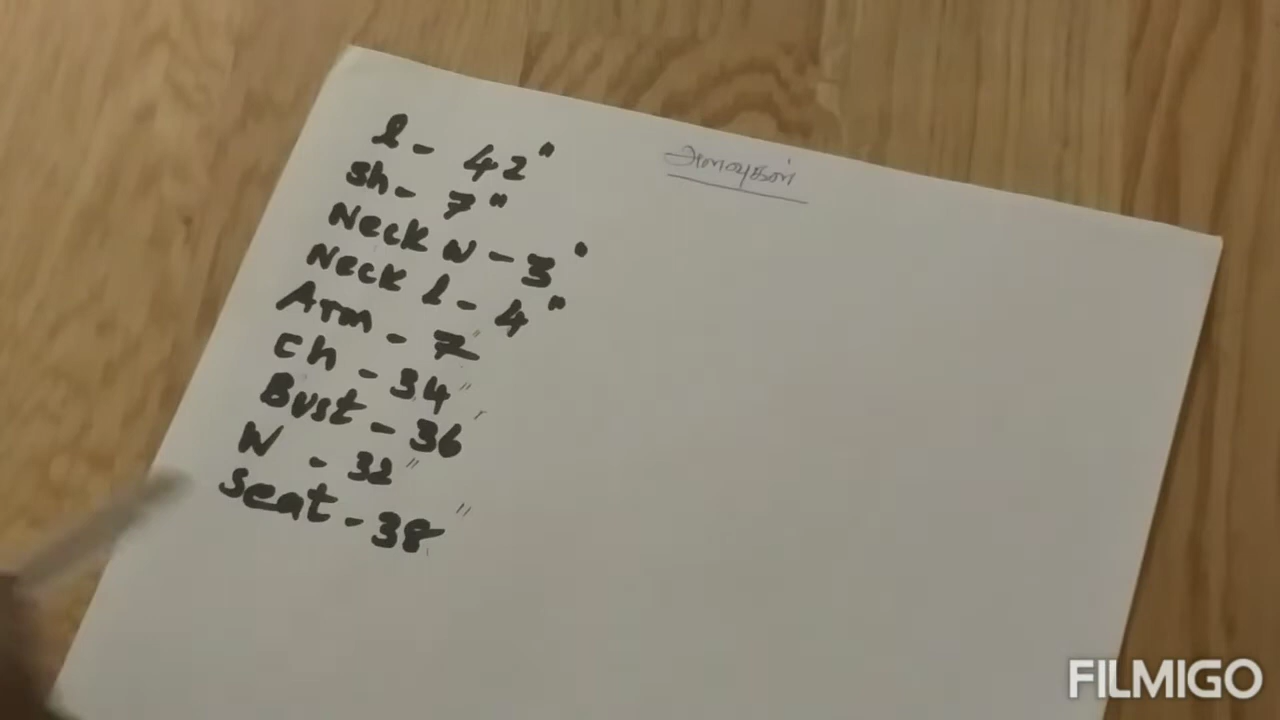 அளவுகள்
l - 42"
Sh - 7"
Neck W - 3"
Neck l - 4"
Arm - 7"
Ch - 34"
Bust - 36"
W - 32"
Seat - 38"
FILMIGO